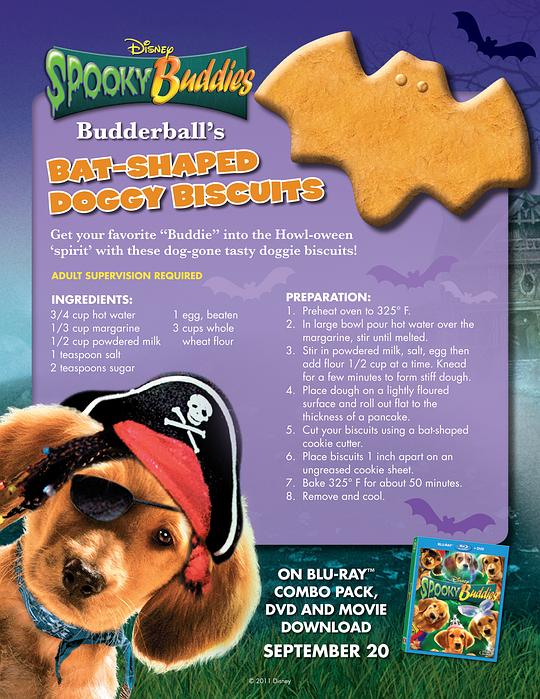 Disney
SPOOKY Buddies
Budderball's
BAT-SHAPED
DOGGY BISCUITS
Get your favorite “Buddie” into the Howl-oween
‘spirit’ with these dog-gone tasty doggie biscuits!
ADULT SUPERVISION REQUIRED
INGREDIENTS:
3/4 cup hot water
1/3 cup margarine
1/2 cup powdered milk
1 teaspoon salt
2 teaspoons sugar
1 egg, beaten
3 cups whole
wheat flour
PREPARATION:
1. Preheat oven to 325° F.
2. In large bowl pour hot water over the
margarine, stir until melted.
3. Stir in powdered milk, salt, egg then
add flour 1/2 cup at a time. Knead
for a few minutes to form stiff dough.
4. Place dough on a lightly floured
surface and roll out flat to the
thickness of a pancake.
5. Cut your biscuits using a bat-shaped
cookie cutter.
6. Place biscuits 1 inch apart on an
ungreased cookie sheet.
7. Bake 325° F for about 50 minutes.
8. Remove and cool.
ON BLU-RAY™
COMBO PACK,
DVD AND MOVIE
DOWNLOAD
SEPTEMBER 20
BLU-RAY + DVD
Disney
SPOOKY Buddies
© 2011 Disney